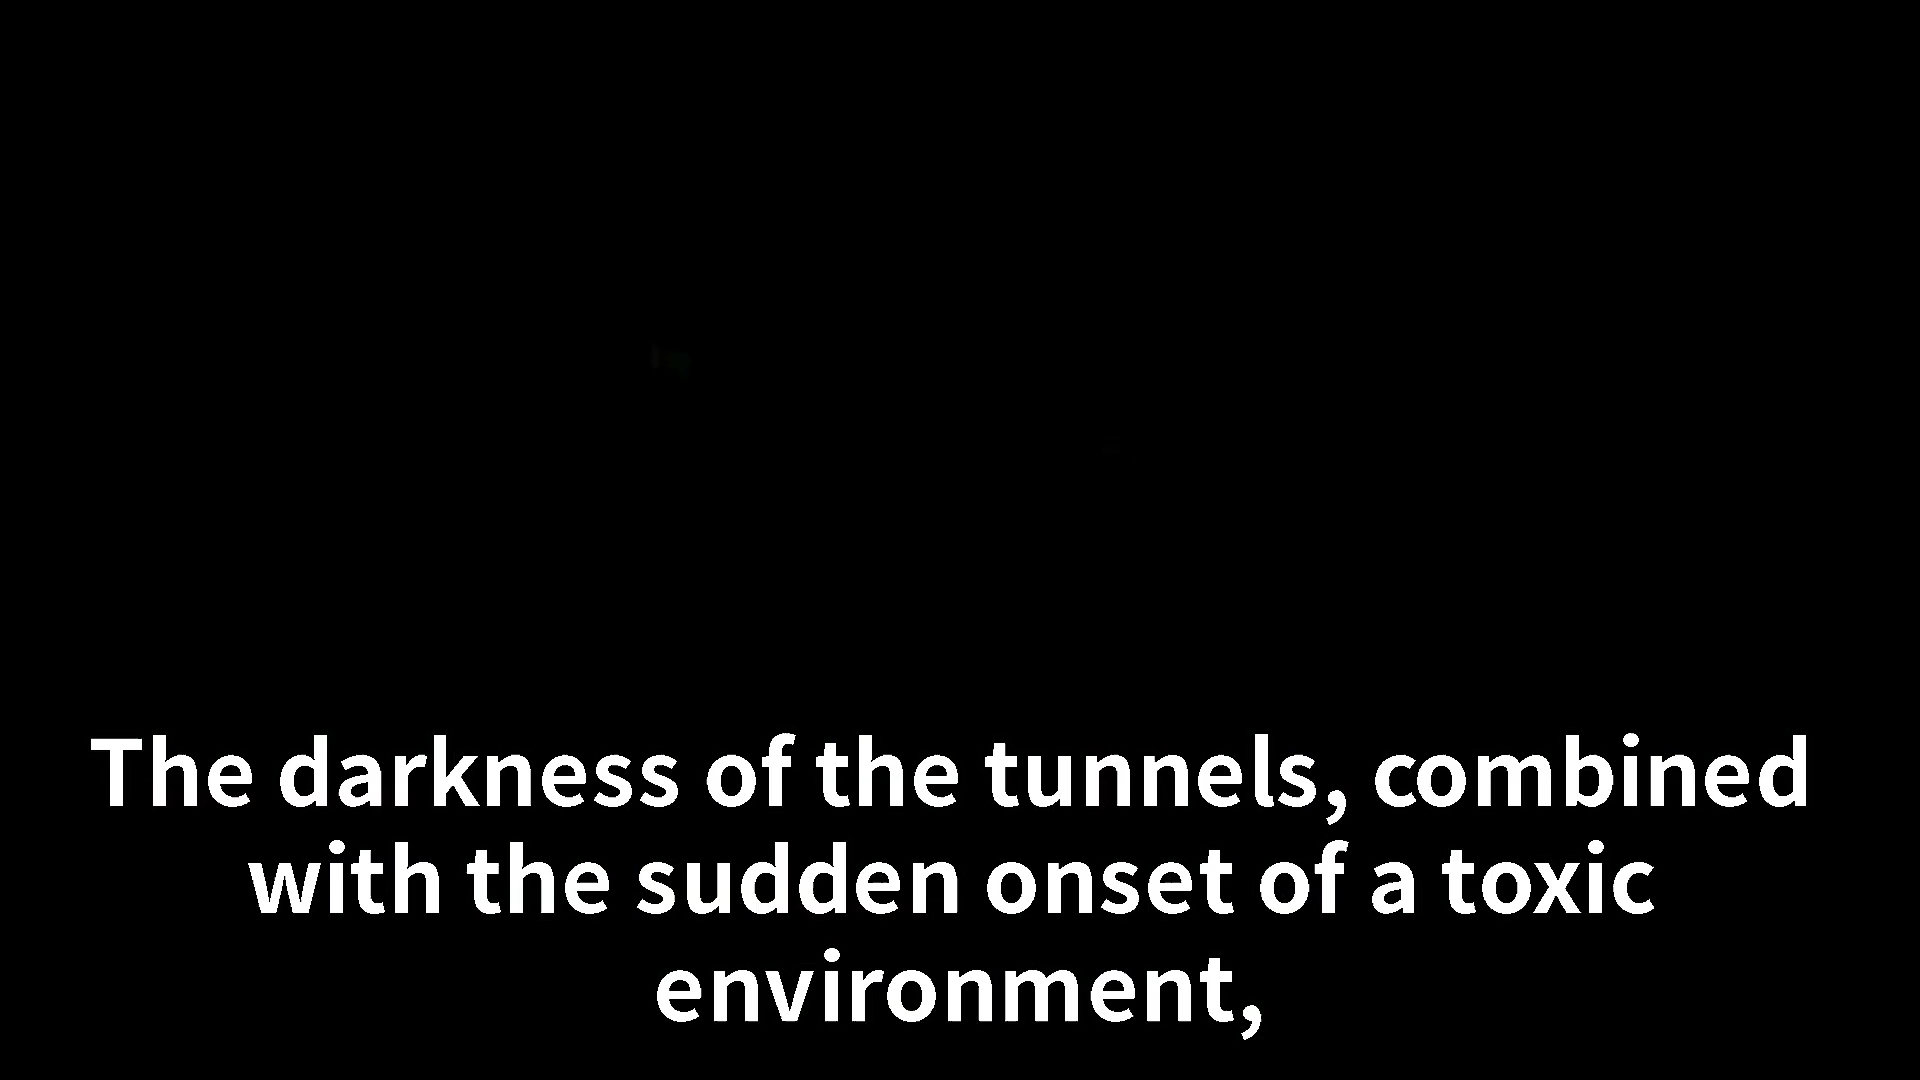 The darkness of the tunnels, combined
with the sudden onset of a toxic
environment,